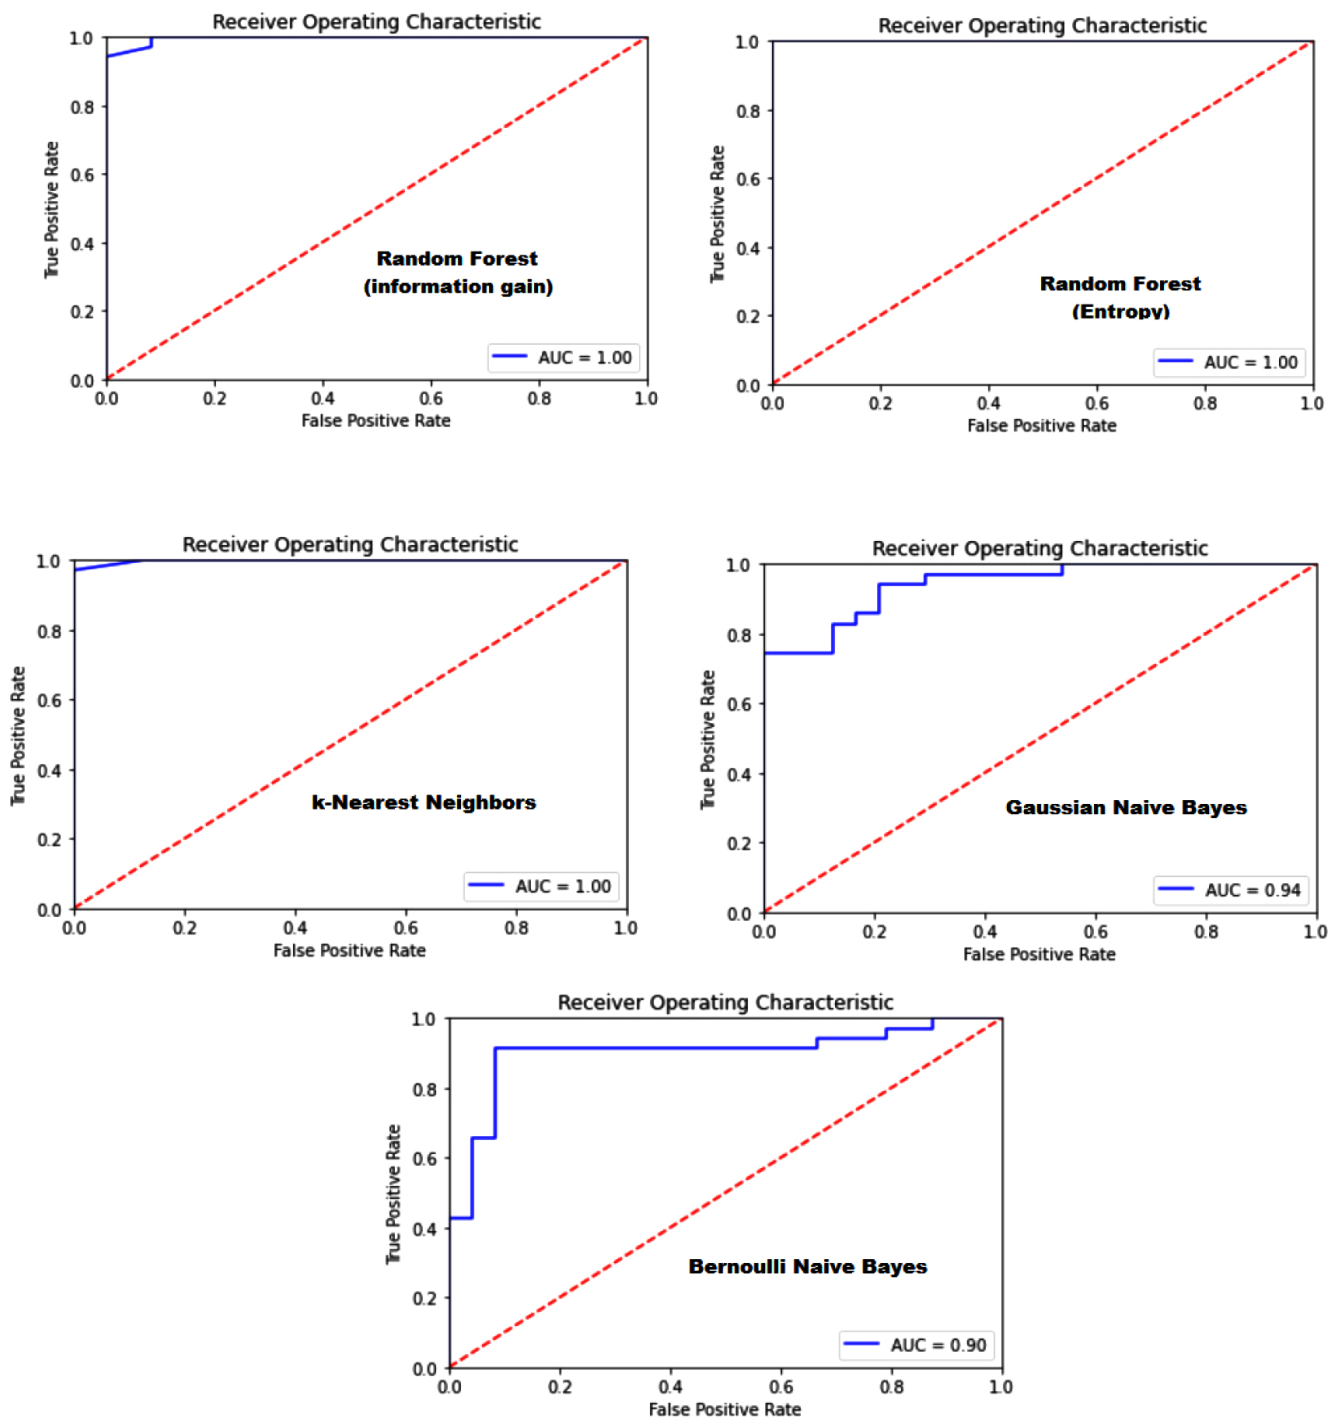 Receiver Operating Characteristic
1.0
0.8
0.6
0.4
0.2
0.0
True Positive Rate
Random Forest
(information gain)
AUC = 1.00
0.0 0.2 0.4 0.6 0.8 1.0
False Positive Rate
Receiver Operating Characteristic
1.0
0.8
0.6
0.4
0.2
0.0
True Positive Rate
Random Forest
(Entropy)
AUC = 1.00
0.0 0.2 0.4 0.6 0.8 1.0
False Positive Rate
Receiver Operating Characteristic
1.0
0.8
0.6
0.4
0.2
0.0
True Positive Rate
k-Nearest Neighbors
AUC = 1.00
0.0 0.2 0.4 0.6 0.8 1.0
False Positive Rate
Receiver Operating Characteristic
1.0
0.8
0.6
0.4
0.2
0.0
True Positive Rate
Gaussian Naive Bayes
AUC = 0.94
0.0 0.2 0.4 0.6 0.8 1.0
False Positive Rate
Receiver Operating Characteristic
1.0
0.8
0.6
0.4
0.2
0.0
True Positive Rate
Bernoulli Naive Bayes
AUC = 0.90
0.0 0.2 0.4 0.6 0.8 1.0
False Positive Rate